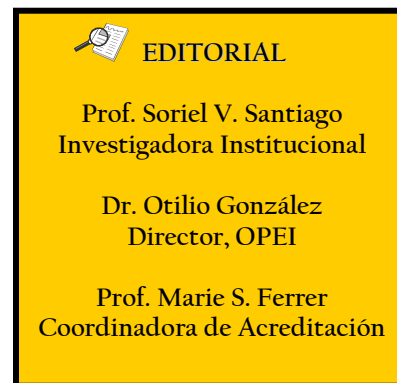 EDITORIAL
Prof. Soriel V. Santiago
Investigadora Institucional
Dr. Otilio González
Director, OPEI
Prof. Marie S. Ferrer
Coordinadora de Acreditación